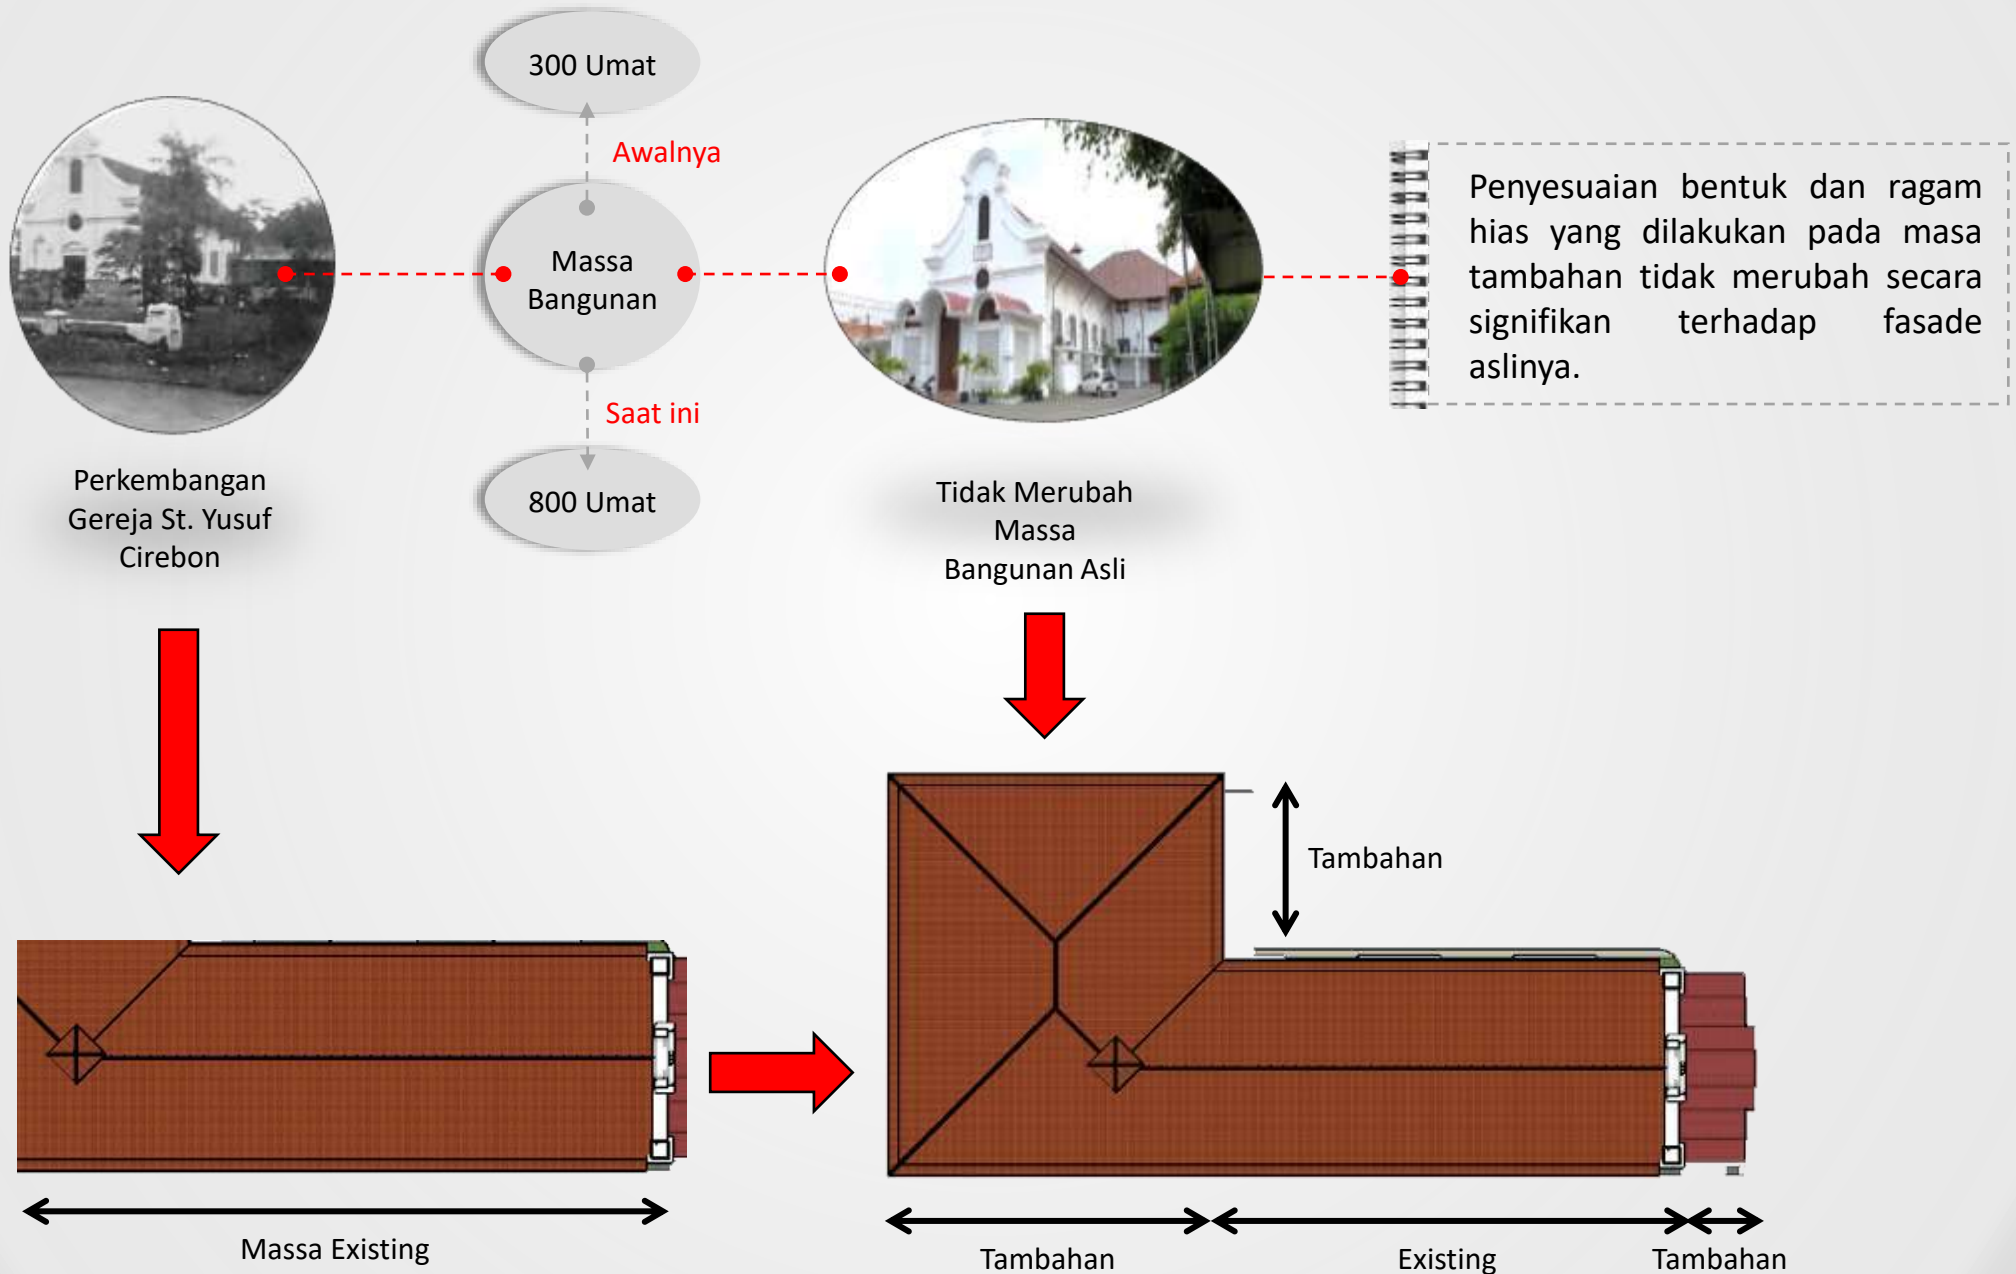 300 Umat
Awalnya
Massa
Bangunan
Saat ini
800 Umat
Penyesuaian bentuk dan ragam
hias yang dilakukan pada masa
tambahan tidak merubah secara
signifikan terhadap fasade
aslinya.
Perkembangan
Gereja St. Yusuf
Cirebon
Tidak Merubah
Massa
Bangunan Asli
Tambahan
Massa Existing
Tambahan
Existing
Tambahan